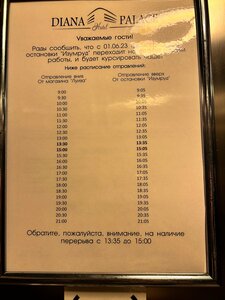 DIANA PALACE
Hotel
Уважаемые гости!
Рады сообщить, что с 01.06.23
остановки "Изумруд" переходит
работы, и будет курсировать чаще!
Ниже расписание отправлений:
Отправление вниз Отправление вверх
От магазина "Лукка" От остановки "Изумруд"
9:00 9:05
9:30 9:35
10:00 10:05
10:30 10:35
11:00 11:05
11:30 11:35
12:00 12:05
12:30 12:35
13:00 13:05
13:30 13:35
15:00 15:05
15:30 15:35
16:00 16:05
16:30 16:35
17:00 17:05
17:30 17:35
18:00 18:05
18:30 18:35
19:00 19:05
19:30 19:35
20:00 20:05
20:30 20:35
21:00 21:05
Обратите, пожалуйста, внимание, на наличие
перерыва с 13:35 до 15:00